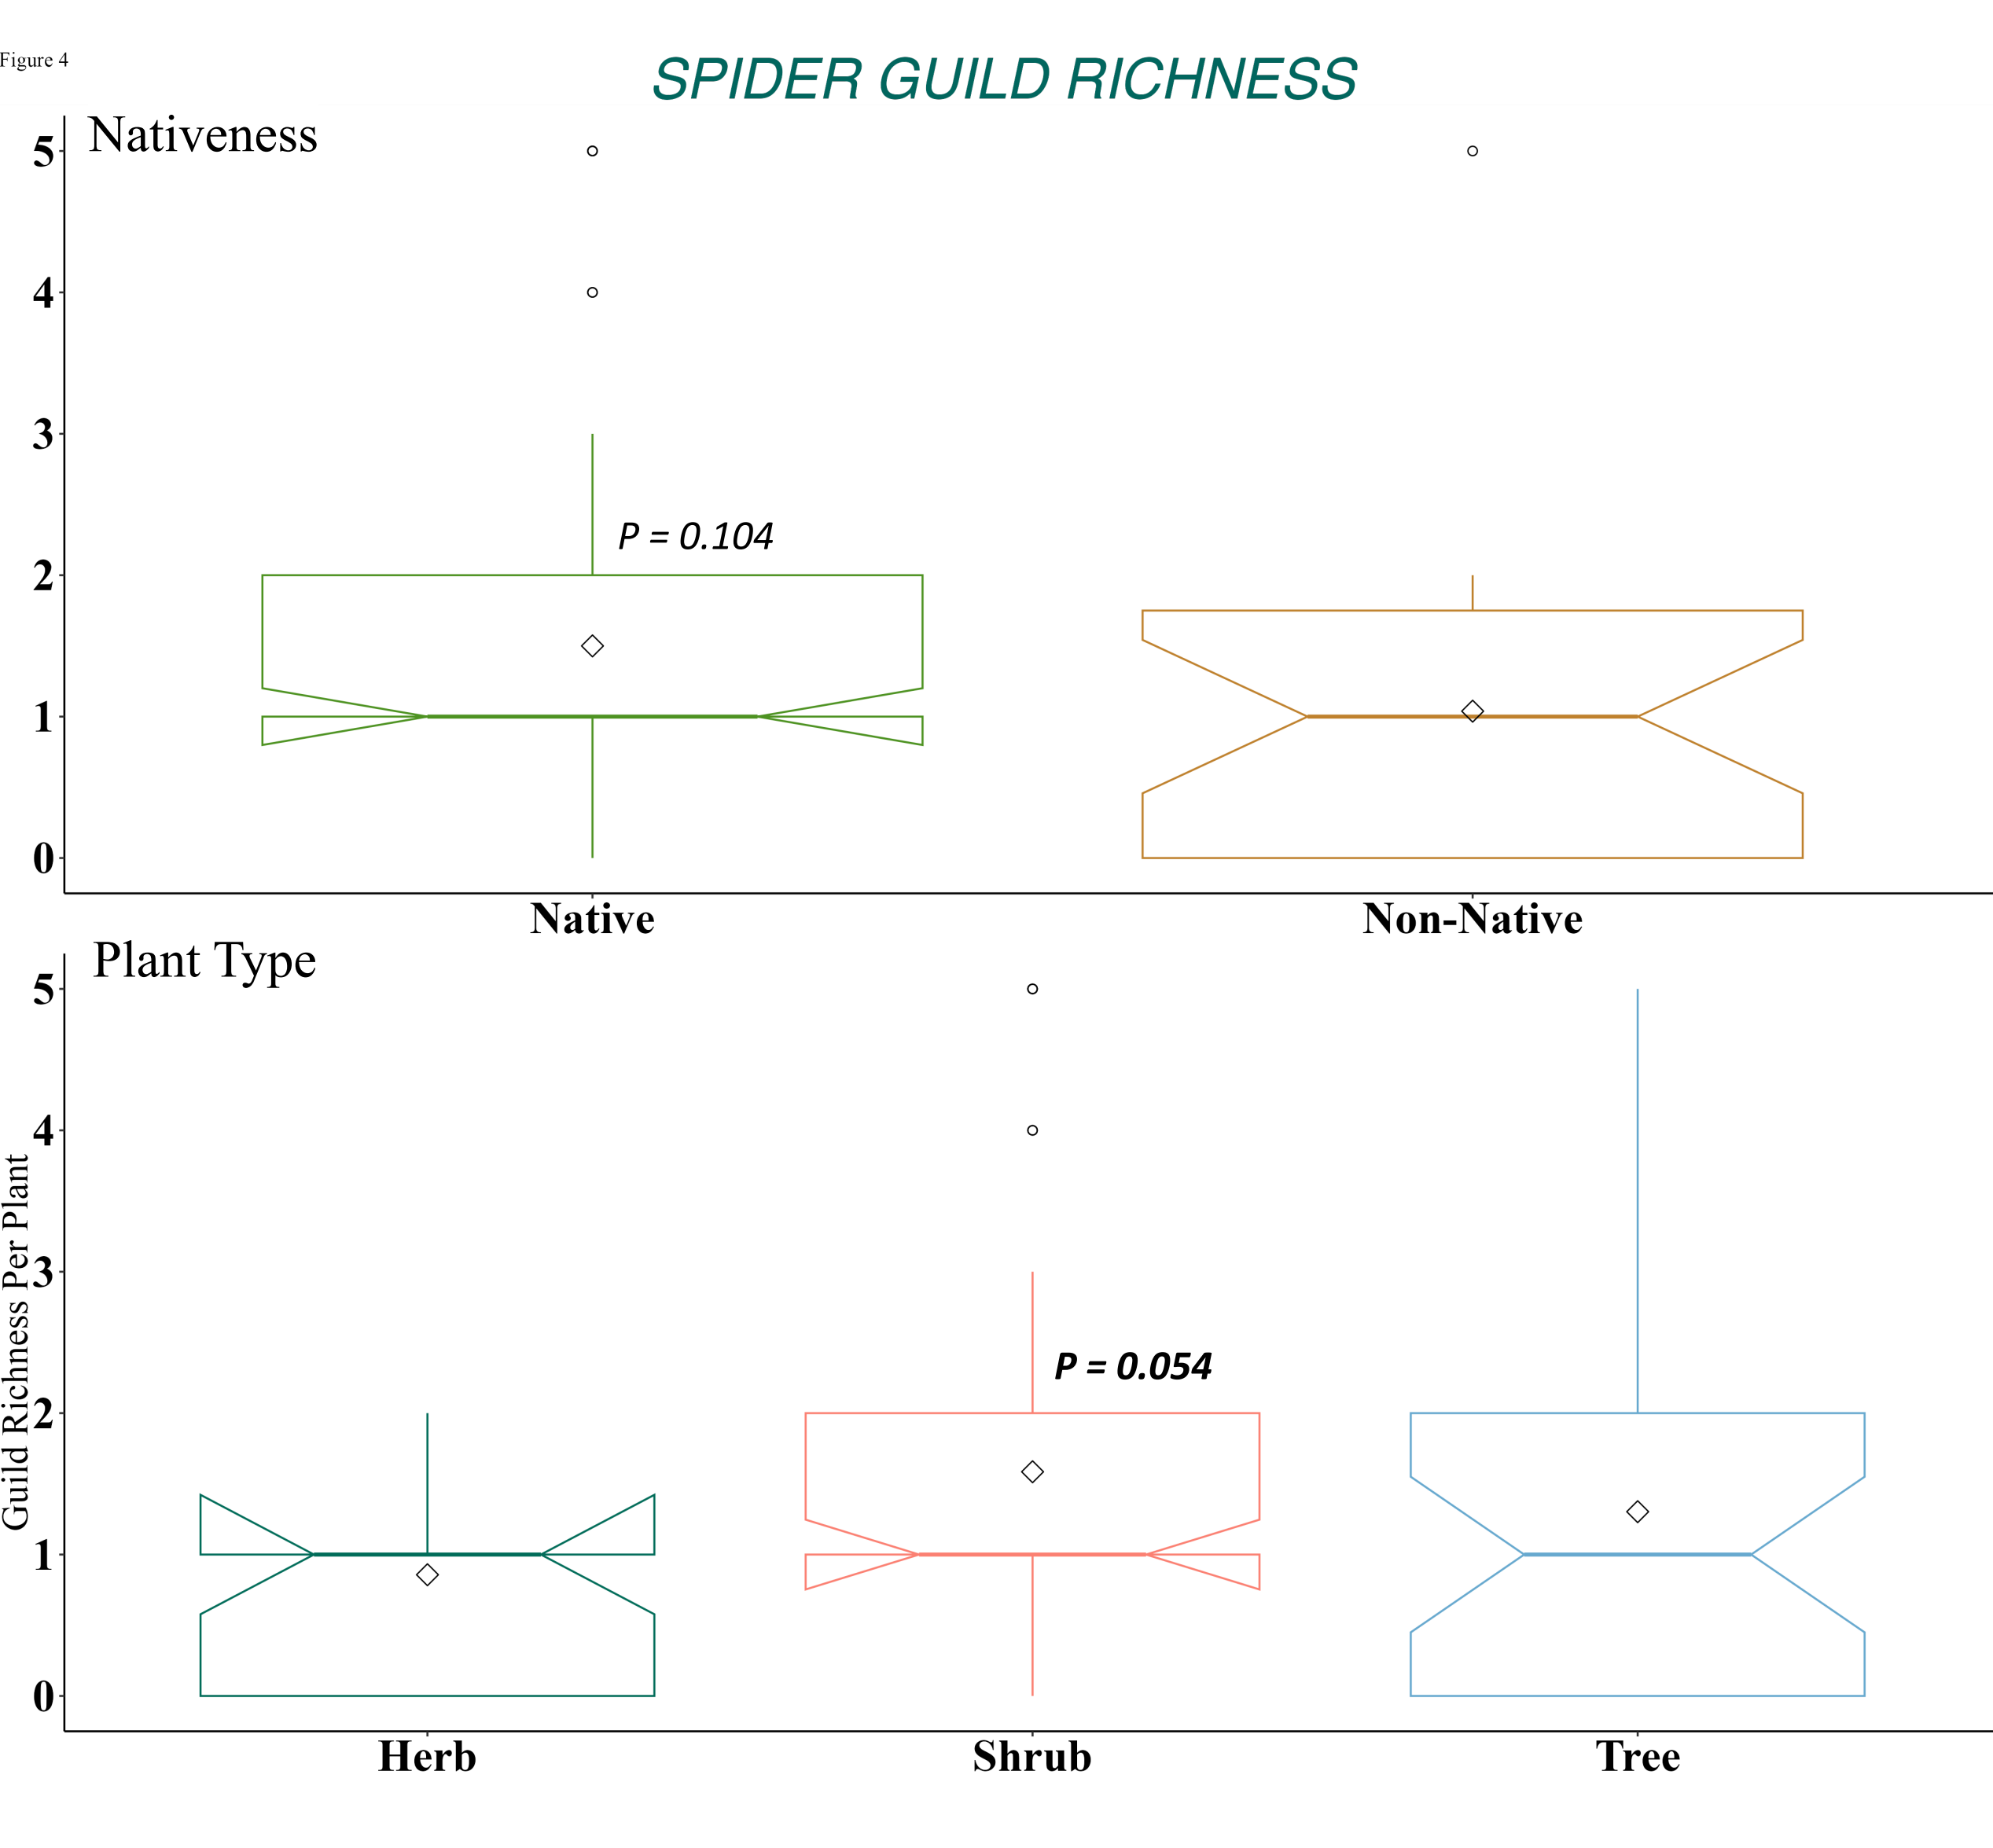 Figure 4
SPIDER GUILD RICHNESS
Nativeness
5
4
3
P = 0.104
2
1
0
Native Non-Native
Plant Type
5
4
Guild Richness Per Plant
3
P = 0.054
2
1
0
Herb Shrub Tree